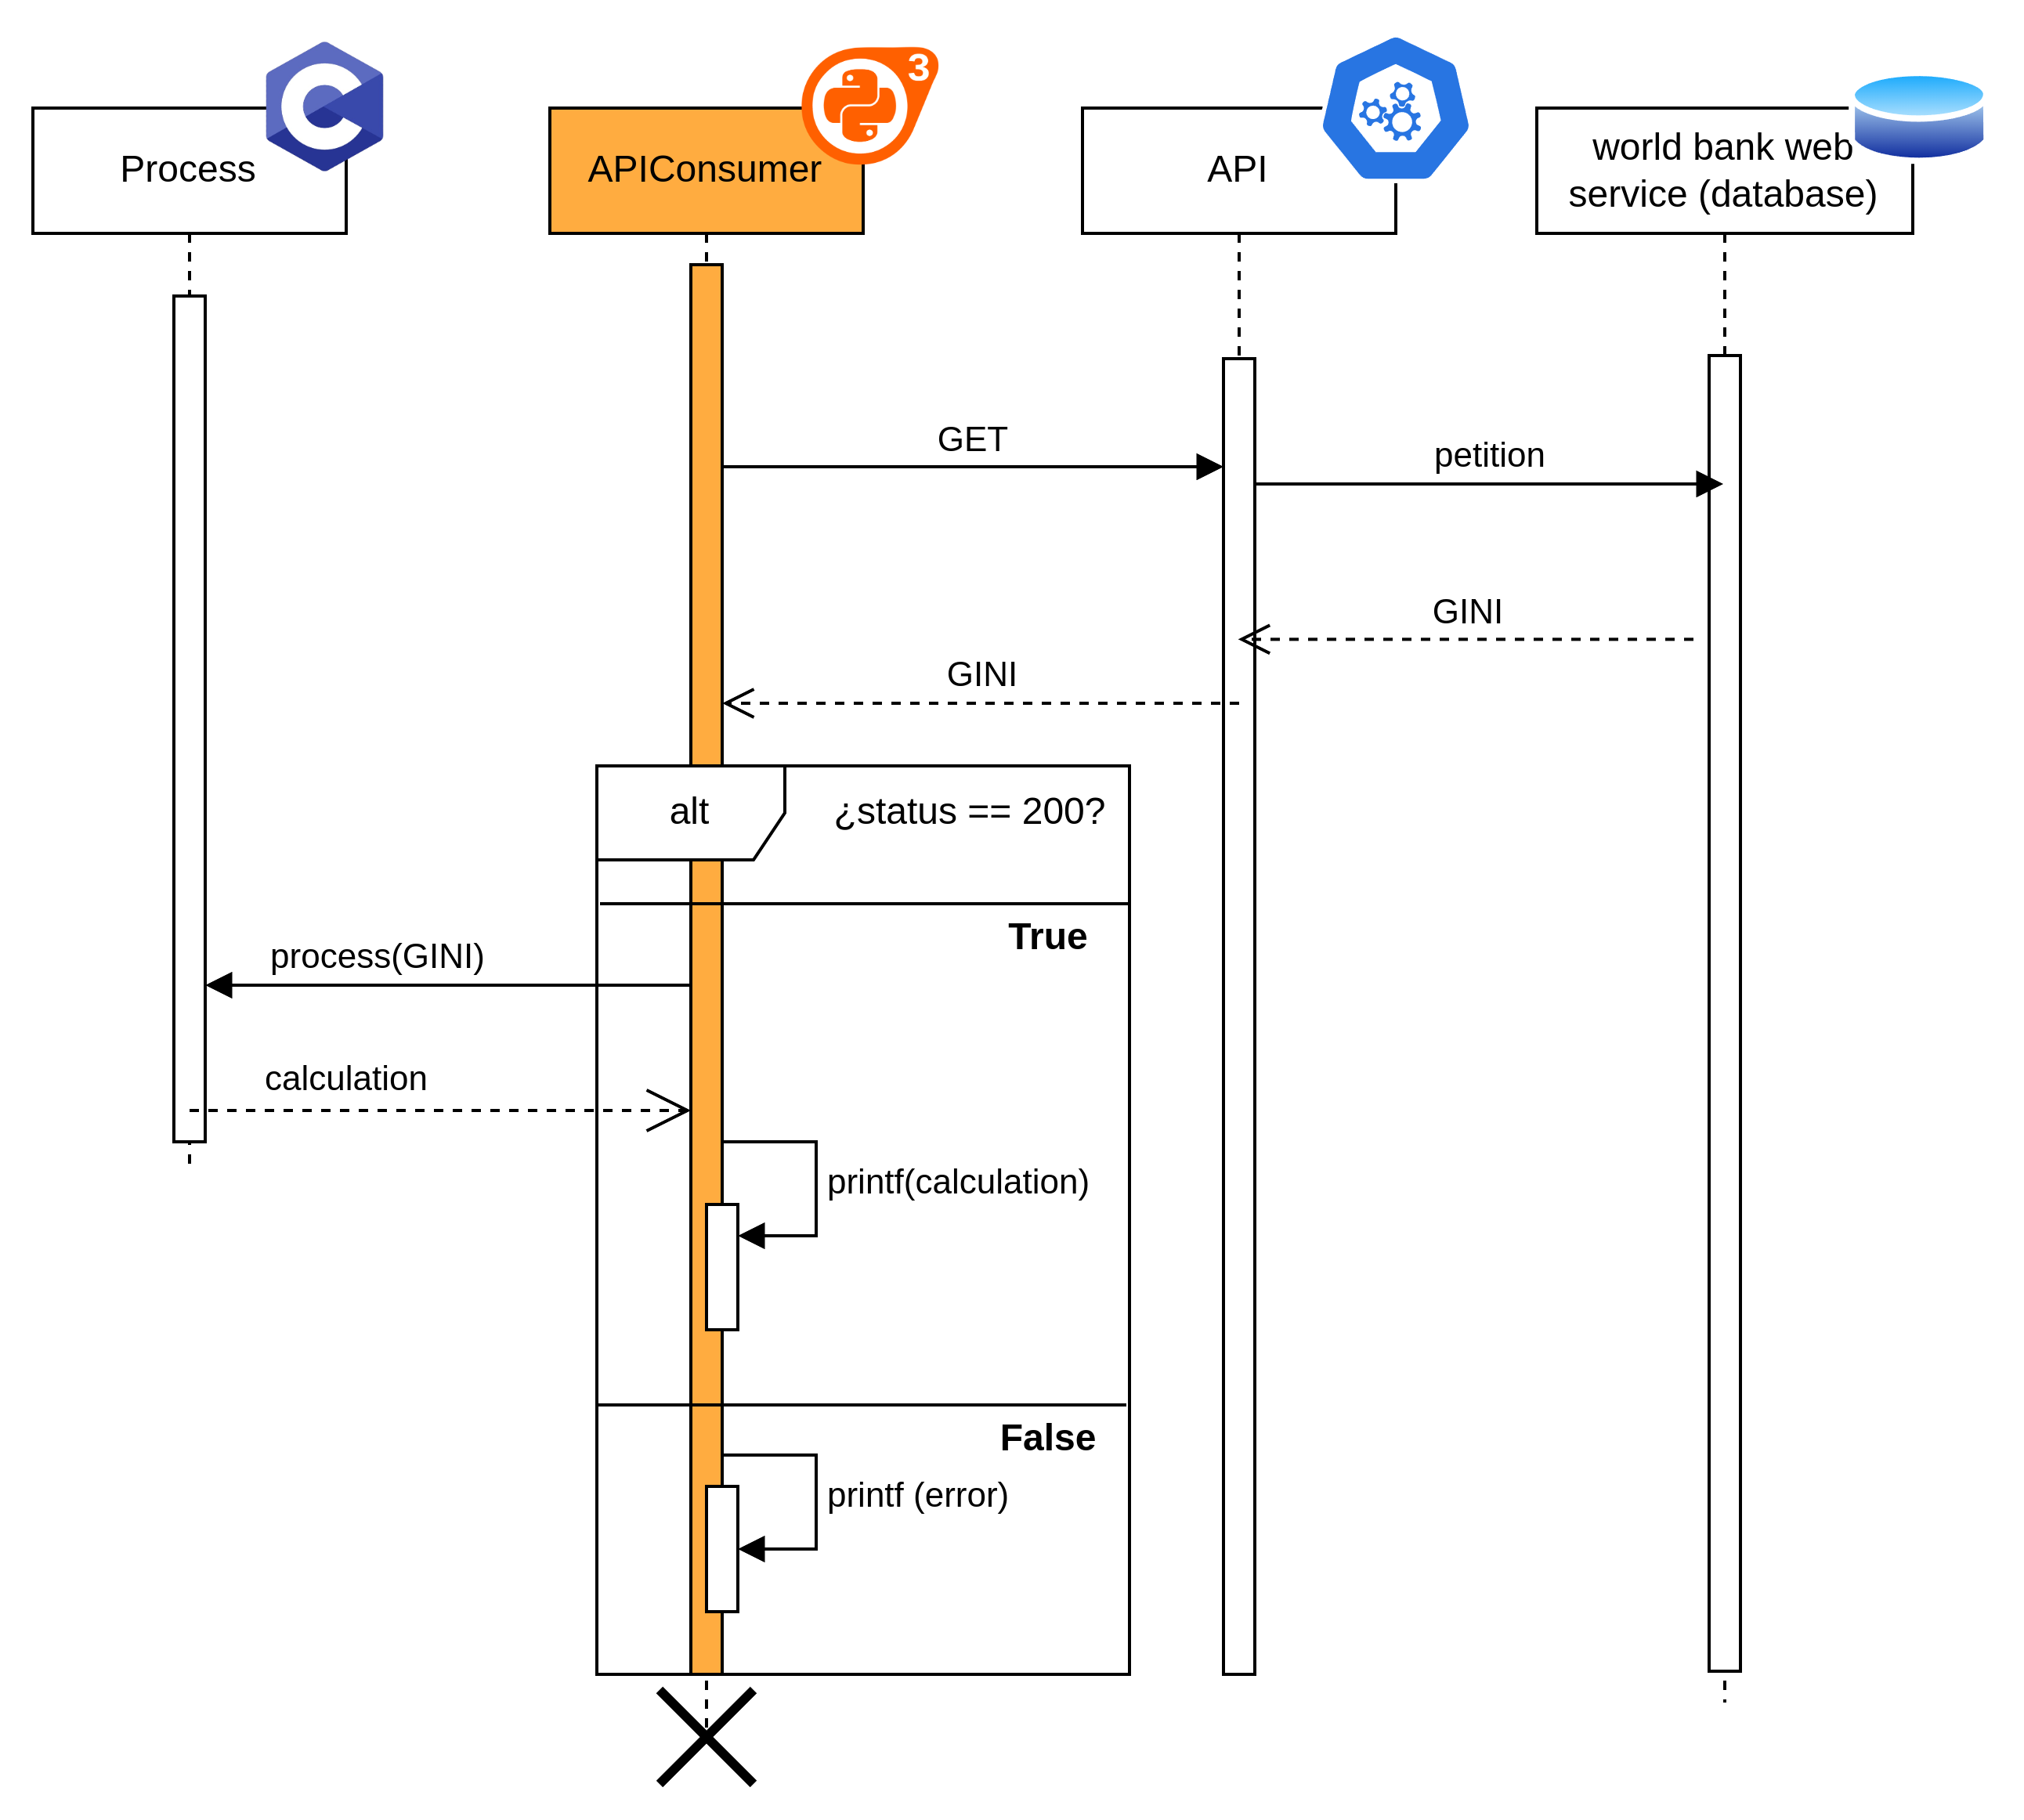 Process
APIConsumer
3
API
world bank web
service (database)
GET
petition
GINI
GINI
alt
¿status == 200?
True
process(GINI)
calculation
printf(calculation)
False
printf (error)